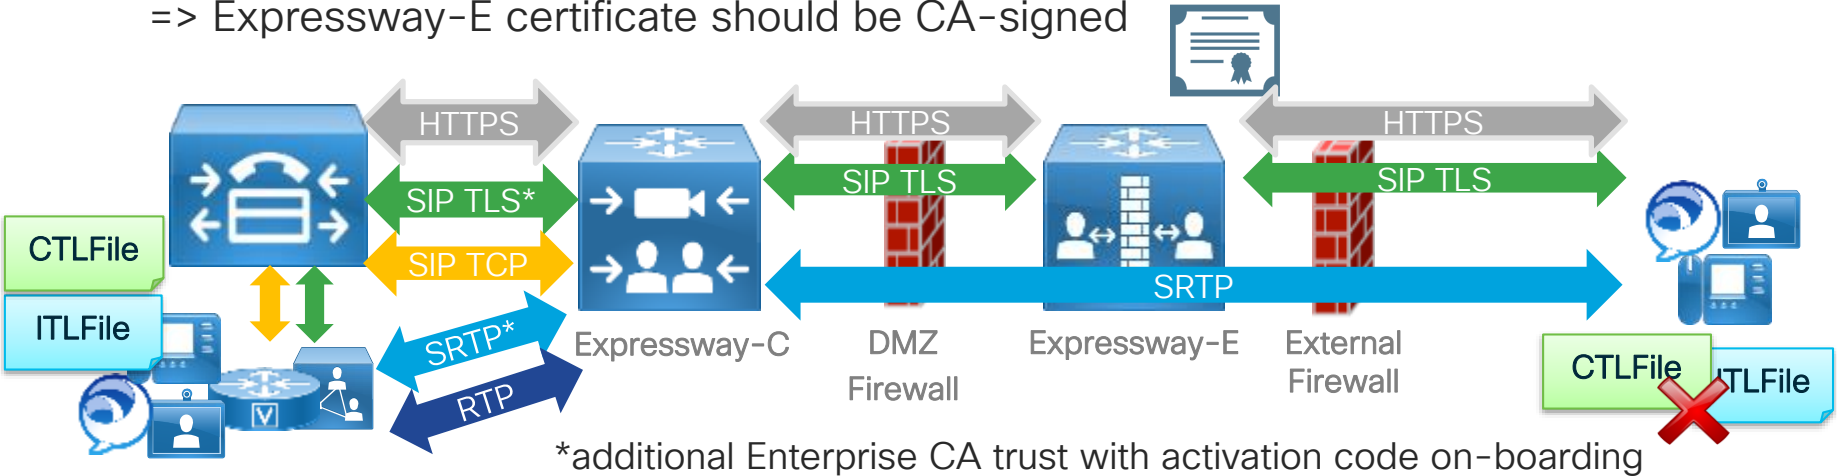 => Expressway-E certificate should be CA-signed
HTTPS
HTTPS
HTTPS
SIP TLS*
SIP TLS
SIP TLS
CTLFile
SIP TCP
SRTP
ITLFile
SRTP*
RTP
Expressway-C
DMZ
Firewall
Expressway-E
External
Firewall
CTLFile
ITLFile
V
*additional Enterprise CA trust with activation code on-boarding